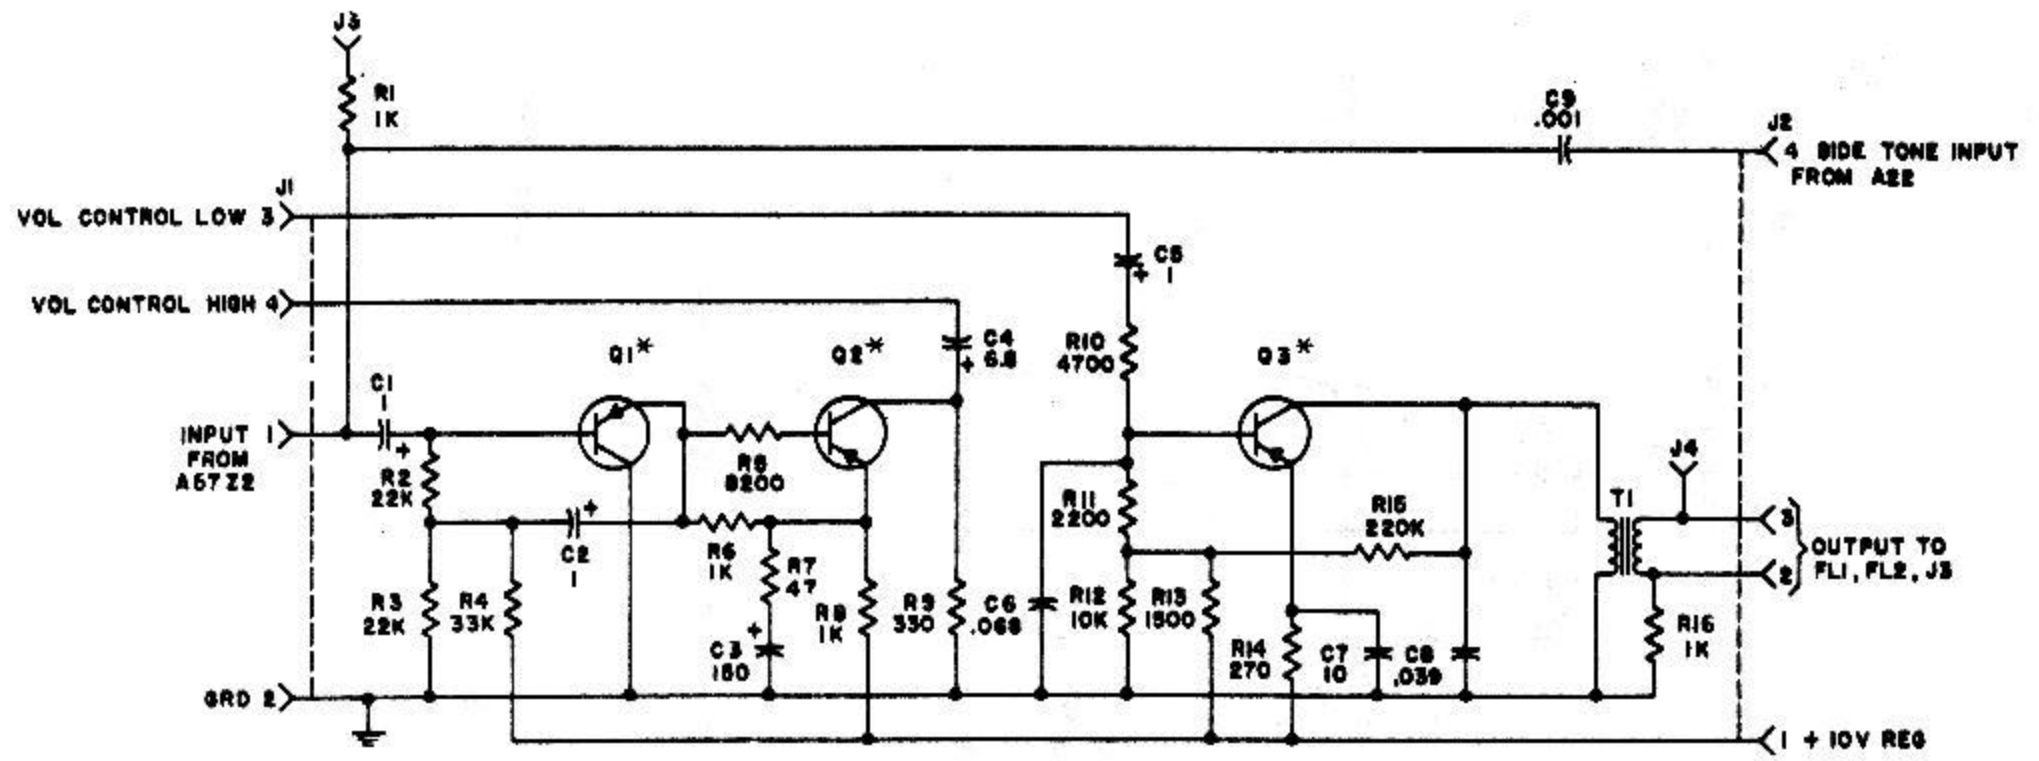 J3
R1
1K
C9
.001
J2
4 SIDE TONE INPUT
FROM A22
J1
VOL CONTROL LOW 3
C5
+ 1
VOL CONTROL HIGH 4
Q1*
Q2*
C4
+ 6.8
R10
4700
Q3*
C1
1
+
INPUT 1
FROM
A57Z2
R2
22K
R5
8200
C2
1
+
R6
1K
R7
47
R11
2200
R15
220K
T1
J4
3
2
OUTPUT TO
FL1, FL2, J3
R3
22K
R4
33K
+
C3
150
R8
1K
R9
330
C6
.068
R12
10K
R13
1500
R14
270
C7
10
C8
.039
R16
1K
GRD 2
1 + 10V REG